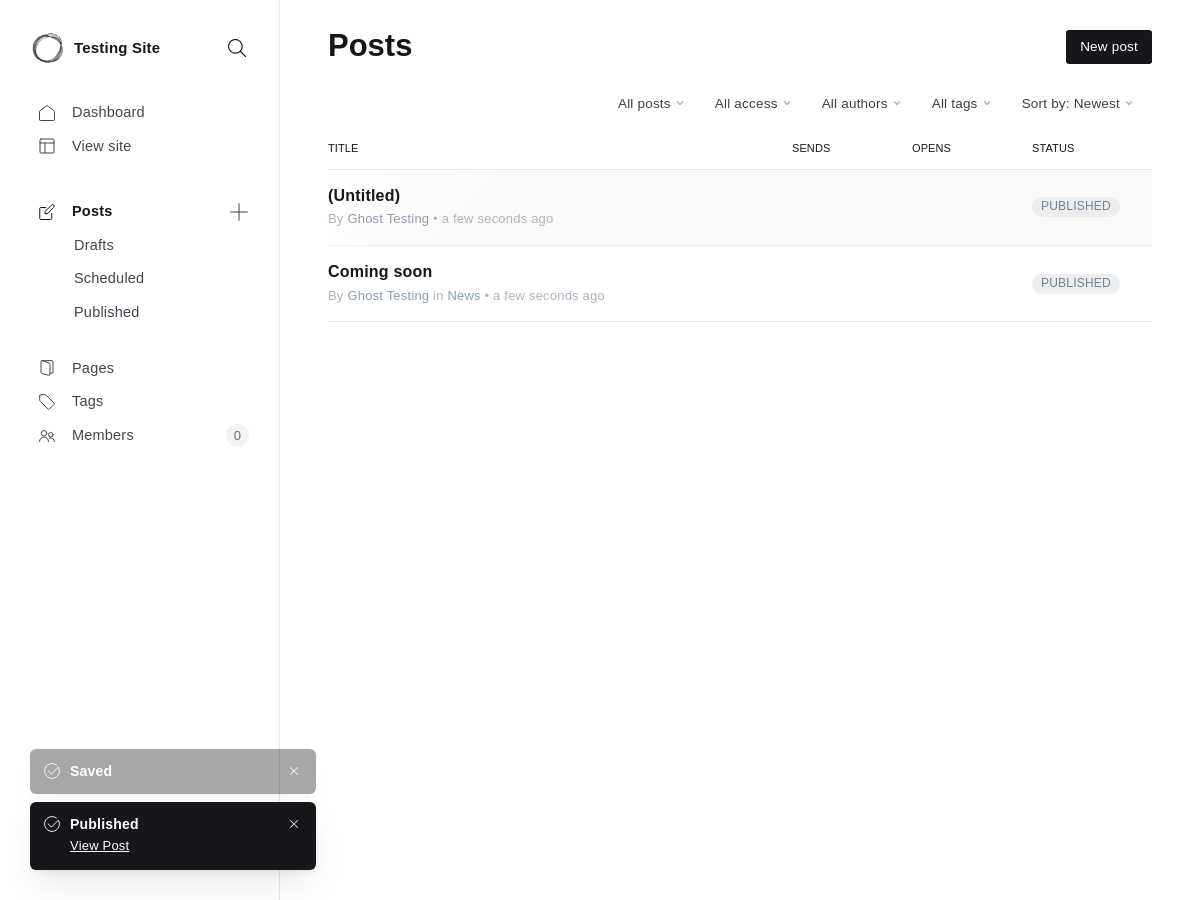 Testing Site
Dashboard
View site
Posts
Drafts
Scheduled
Published
Pages
Tags
Members 0
Posts
New post
All posts All access All authors All tags Sort by: Newest
TITLE SENDS OPENS STATUS
(Untitled)
By Ghost Testing • a few seconds ago
PUBLISHED
Coming soon
By Ghost Testing in News • a few seconds ago
PUBLISHED
Saved
Published
View Post